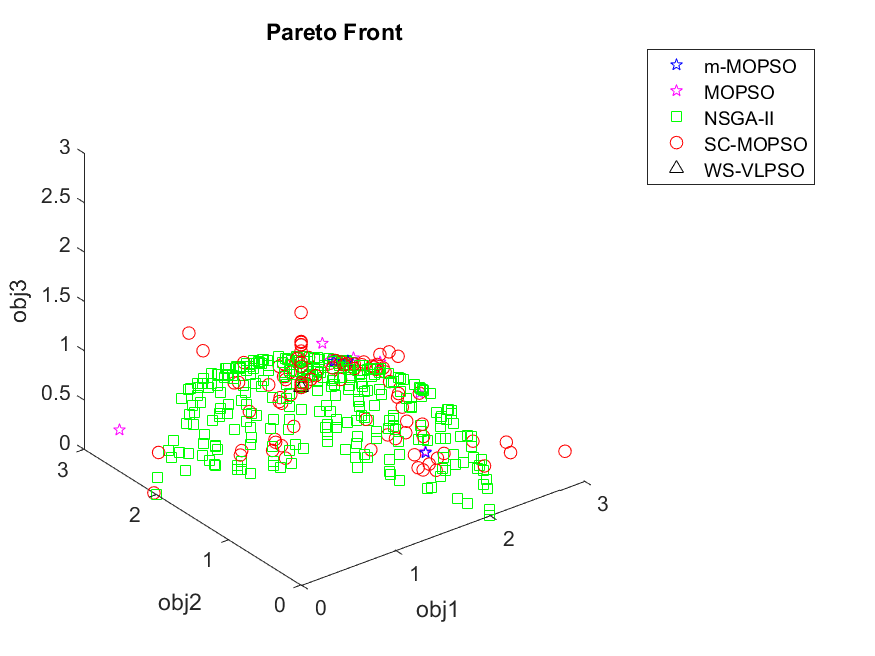 Pareto Front
m-MOPSO
MOPSO
NSGA-II
SC-MOPSO
WS-VLPSO
3
2.5
2
1.5
1
0.5
0
obj3
3
2
1
0
obj2
0
1
2
3
obj1